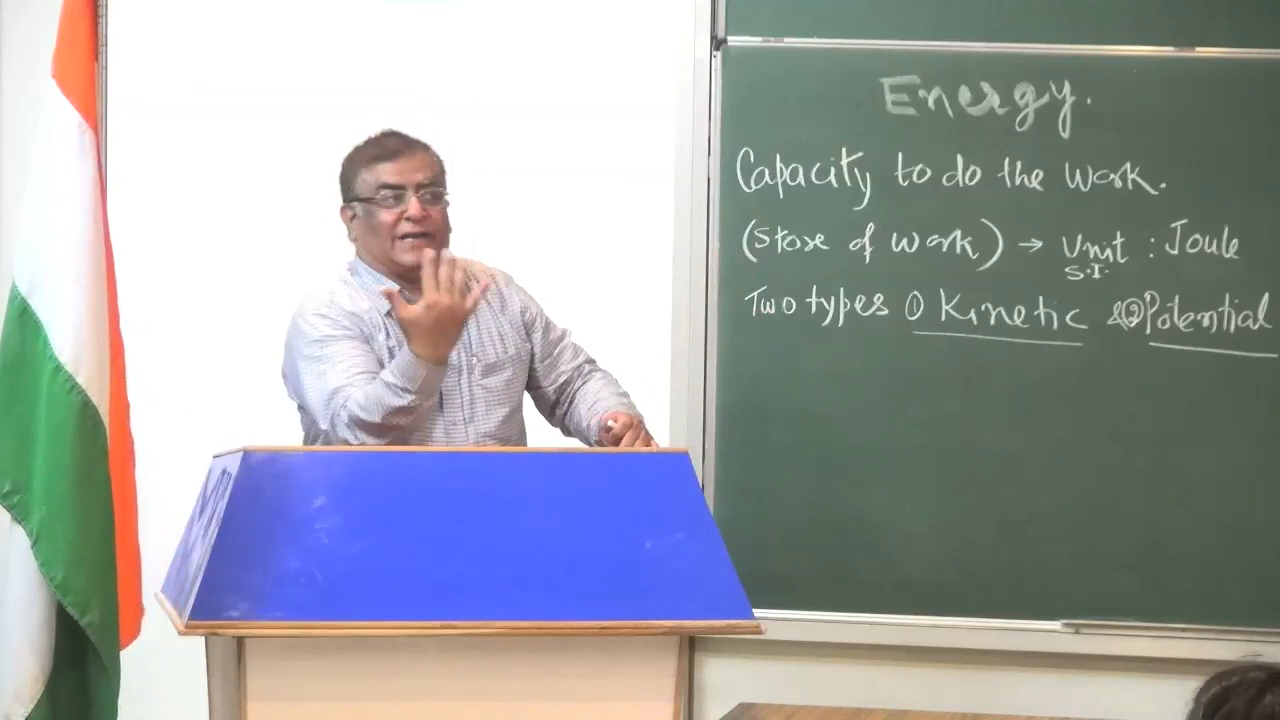 Energy.
Capacity to do the work.
(Store of work) → Unit : Joule
S.I.
Two types ① Kinetic & ② Potential